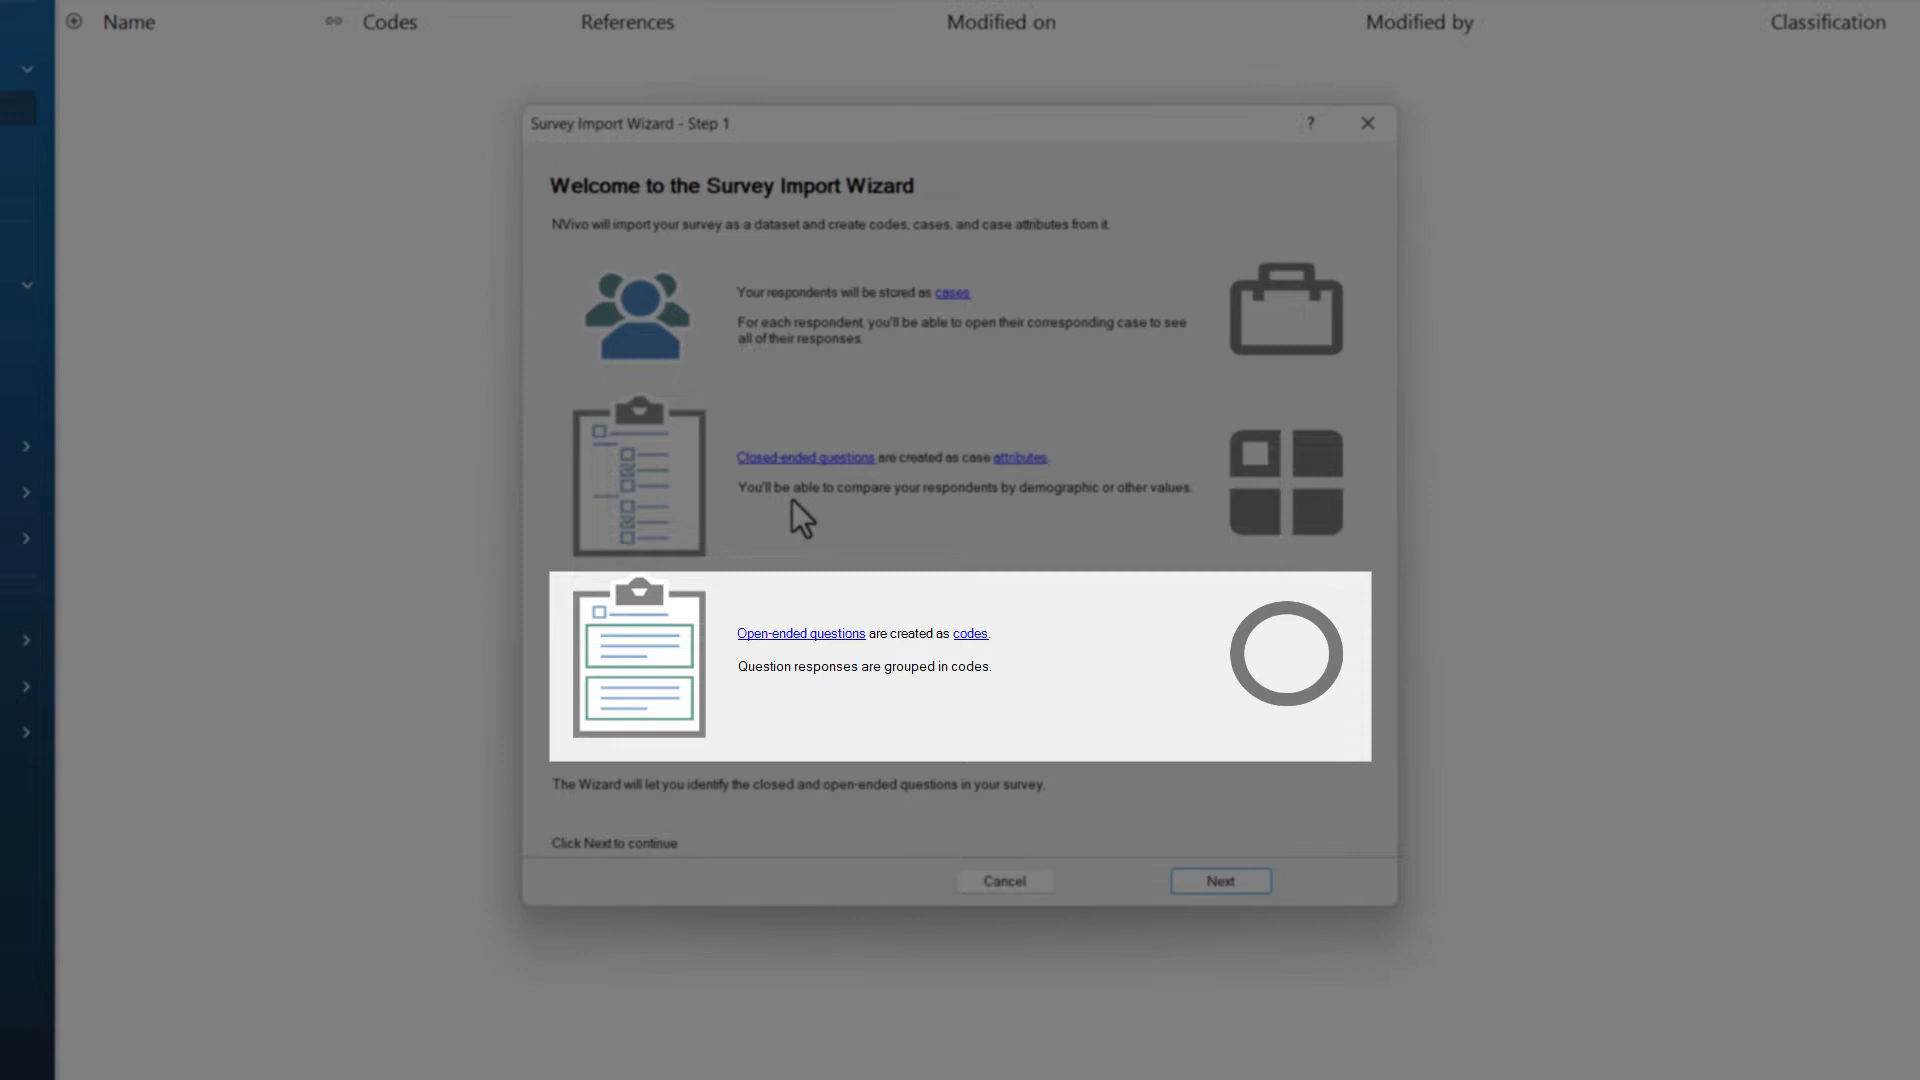 Name Codes References Modified on Modified by Classification
Survey Import Wizard - Step 1 ?
Welcome to the Survey Import Wizard
NVivo will import your survey as a dataset and create codes, cases, and case attributes from it.
Your respondents will be stored as cases.
For each respondent, you'll be able to open their corresponding case to see
all of their responses.
Closed-ended questions are created as case attributes.
You'll be able to compare your respondents by demographic or other values.
Open-ended questions are created as codes.
Question responses are grouped in codes.
The Wizard will let you identify the closed and open-ended questions in your survey.
Click Next to continue
Cancel Next